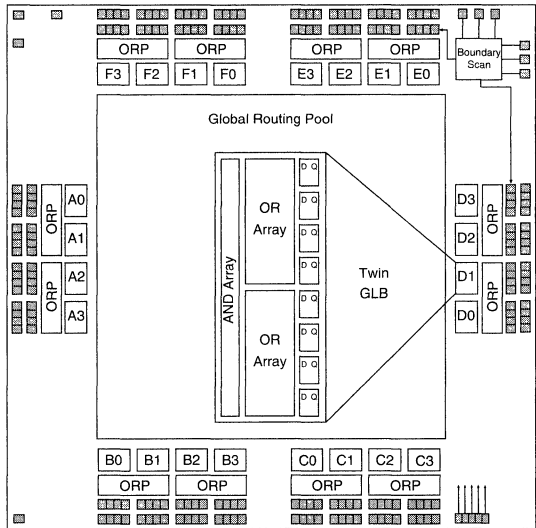 ORP ORP ORP ORP
F3 F2 F1 F0 E3 E2 E1 E0
Boundary
Scan
Global Routing Pool
A0
A1
ORP
A2
A3
ORP
AND Array
OR
Array
OR
Array
D Q
D Q
D Q
D Q
D Q
D Q
D Q
D Q
Twin
GLB
D3
D2
ORP
D1
D0
ORP
B0 B1 B2 B3 C0 C1 C2 C3
ORP ORP ORP ORP